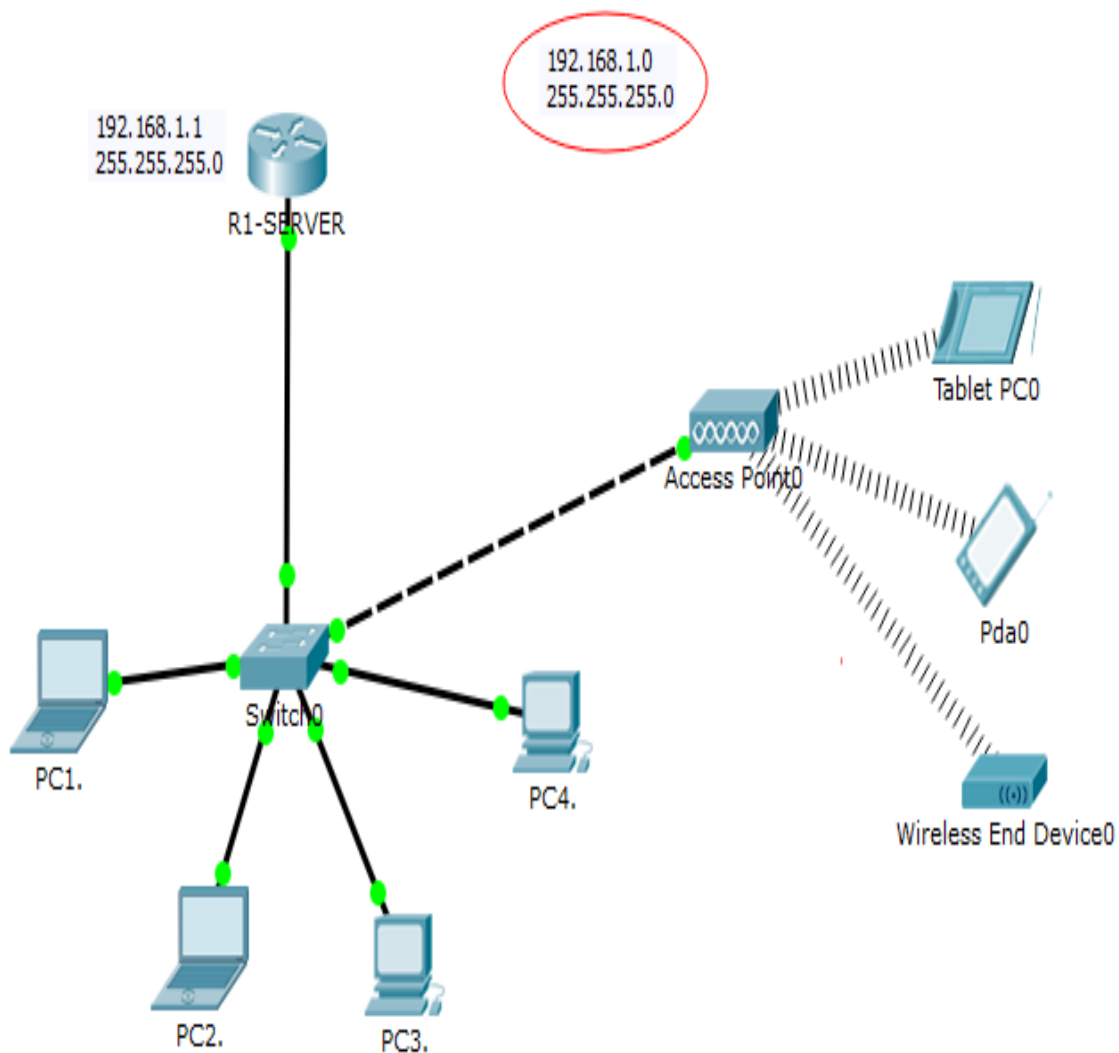 192.168.1.0
255.255.255.0
192.168.1.1
255.255.255.0
R1-SERVER
Tablet PC0
Access Point0
Pda0
Switch0
PC1.
PC4.
Wireless End Device0
PC2.
PC3.